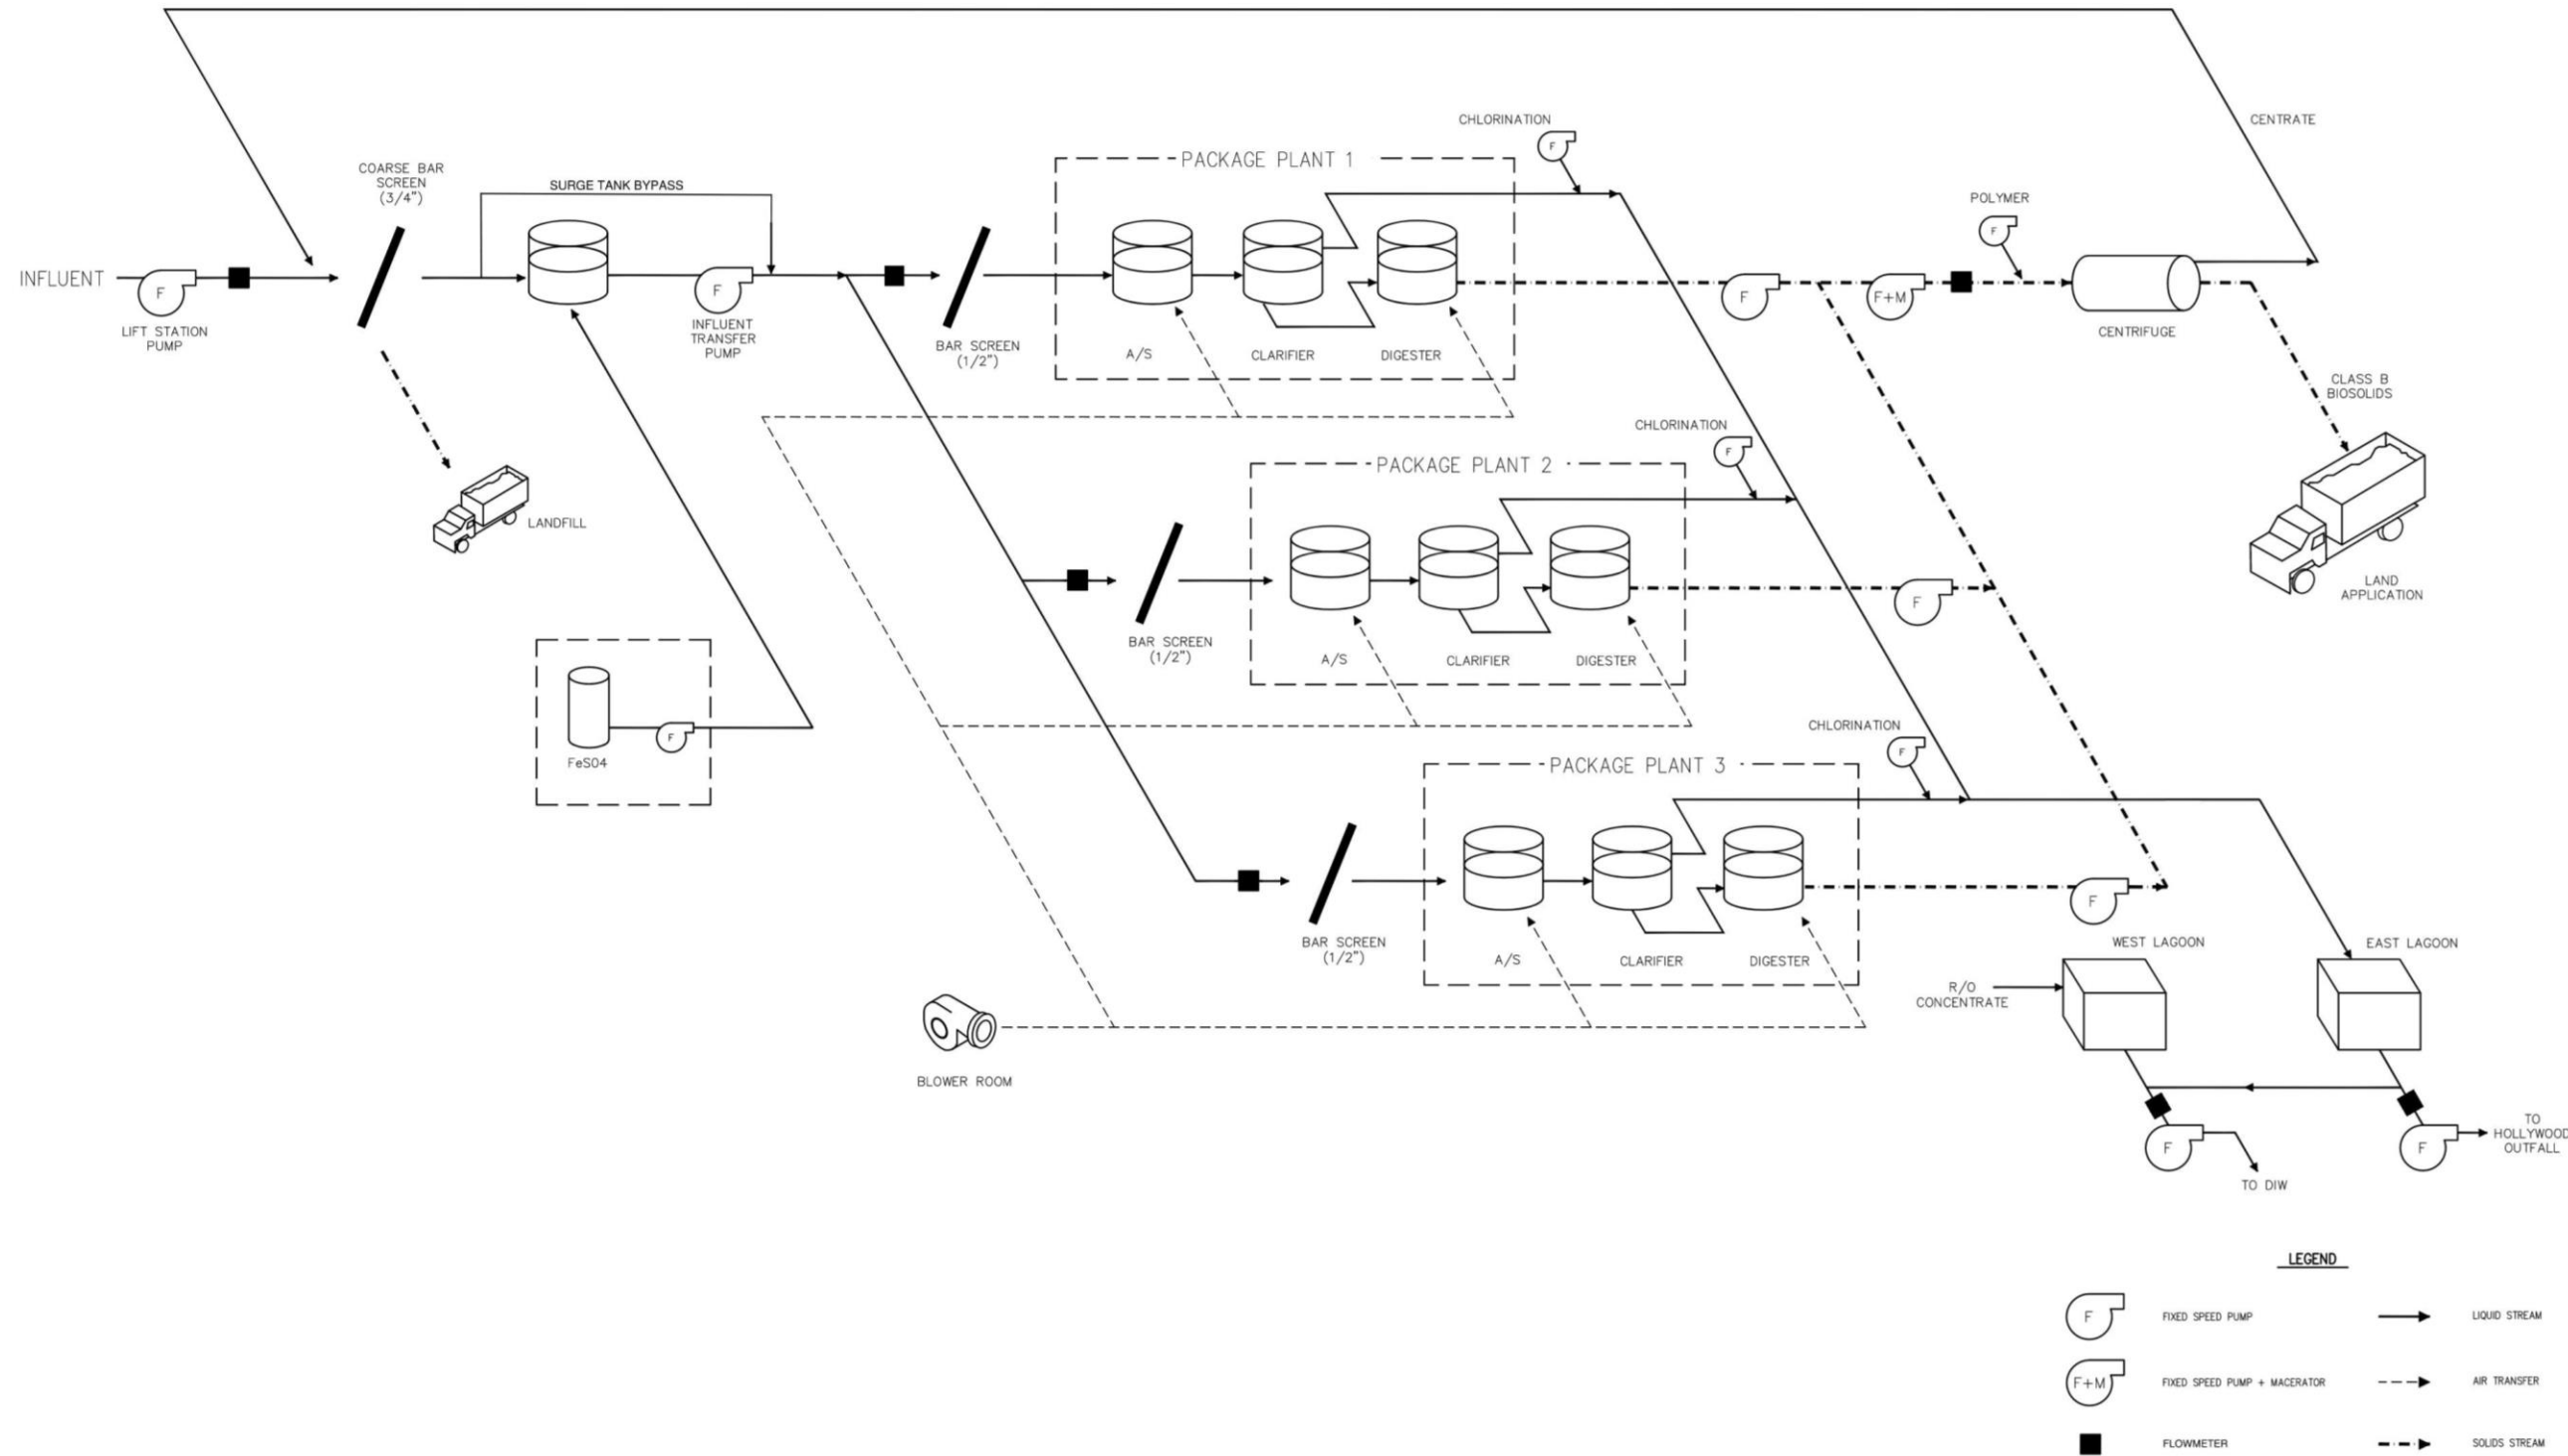 CENTRATE
CHLORINATION
F
COARSE BAR
SCREEN
(3/4")
SURGE TANK BYPASS
PACKAGE PLANT 1
POLYMER
F
INFLUENT
F
LIFT STATION
PUMP
F
INFLUENT
TRANSFER
PUMP
BAR SCREEN
(1/2")
A/S
CLARIFIER
DIGESTER
F
F+M
CENTRIFUGE
CLASS B
BIOSOLIDS
LANDFILL
CHLORINATION
F
PACKAGE PLANT 2
BAR SCREEN
(1/2")
A/S
CLARIFIER
DIGESTER
F
LAND
APPLICATION
FeSO4
F
CHLORINATION
F
PACKAGE PLANT 3
BAR SCREEN
(1/2")
A/S
CLARIFIER
DIGESTER
F
WEST LAGOON
EAST LAGOON
R/O
CONCENTRATE
BLOWER ROOM
F
TO DIW
F
TO
HOLLYWOOD
OUTFALL
LEGEND
F
FIXED SPEED PUMP
LIQUID STREAM
F+M
FIXED SPEED PUMP + MACERATOR
AIR TRANSFER
FLOWMETER
SOLIDS STREAM